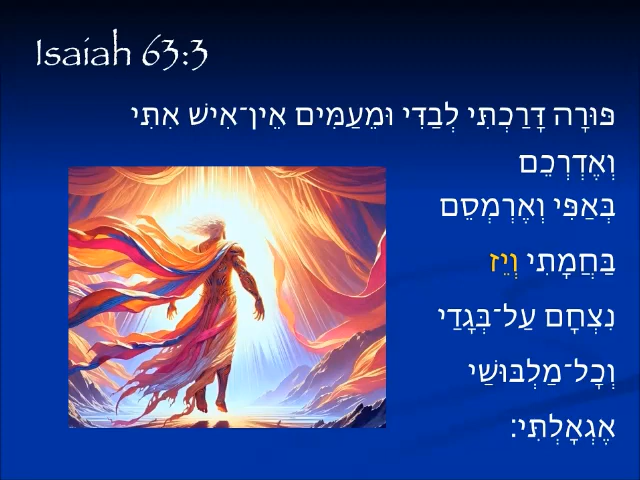 Isaiah 63:3
פּוּרָה דָּרַכְתִּי לְבַדִּי וּמֵעַמִּים אֵין־אִישׁ אִתִּי
וְאֶדְרְכֵם
בְּאַפִּי וְאֶרְמְסֵם
בַּחֲמָתִי וְיֵז
נִצְחָם עַל־בְּגָדַי
וְכָל־מַלְבּוּשַׁי
אֶגְאָלְתִּי׃